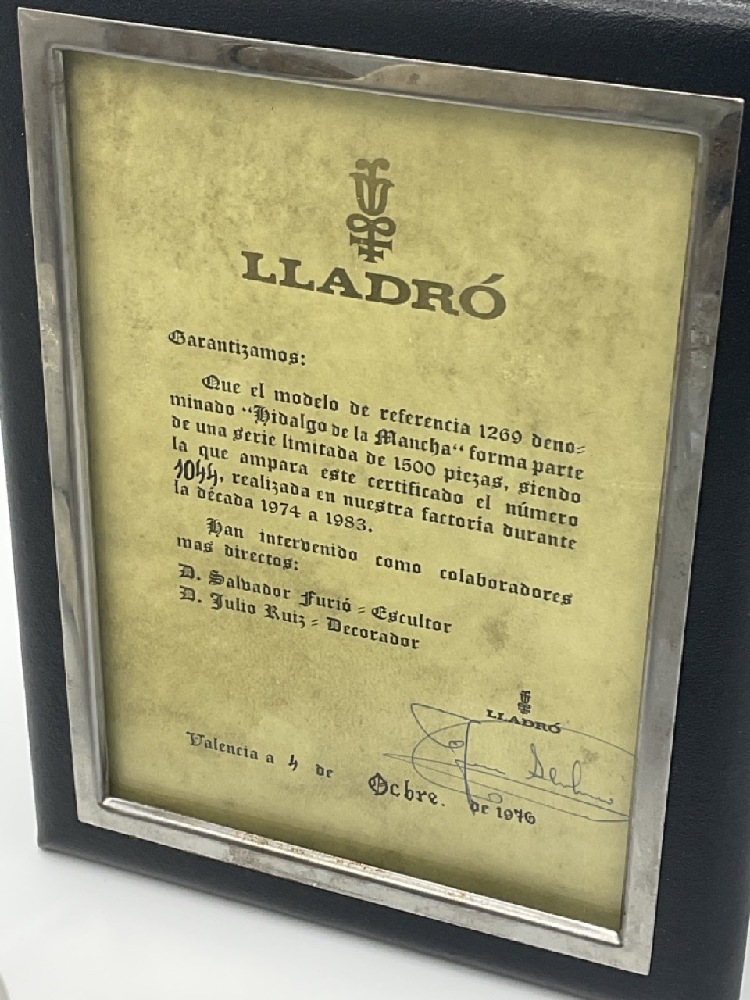 LLADRÓ
Garantizamos:
Que el modelo de referencia 1269 deno=
minado "Hidalgo de la Mancha" forma parte
de una serie limitada de 1500 piezas, siendo
la que ampara este certificado el número
1044, realizada en nuestra factoría durante
la década 1974 a 1983.
Han intervenido como colaboradores
mas directos:
D. Salvador Furió = Escultor
D. Julio Ruiz = Decorador
LLADRÓ
Valencia a 4 de Ocbre. de 1976